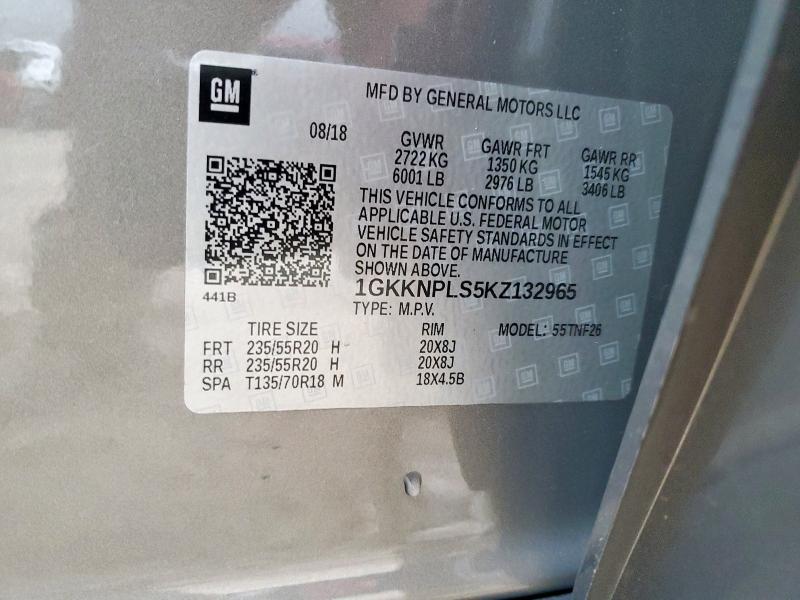 GM
MFD BY GENERAL MOTORS LLC
08/18
GVWR GAWR FRT GAWR RR
2722 KG 1350 KG 1545 KG
6001 LB 2976 LB 3406 LB
THIS VEHICLE CONFORMS TO ALL
APPLICABLE U.S. FEDERAL MOTOR
VEHICLE SAFETY STANDARDS IN EFFECT
ON THE DATE OF MANUFACTURE
SHOWN ABOVE.
441B
1GKKNPLS5KZ132965
TYPE: M.P.V.
TIRE SIZE RIM MODEL: 55TNF26
FRT 235/55R20 H 20X8J
RR 235/55R20 H 20X8J
SPA T135/70R18 M 18X4.5B